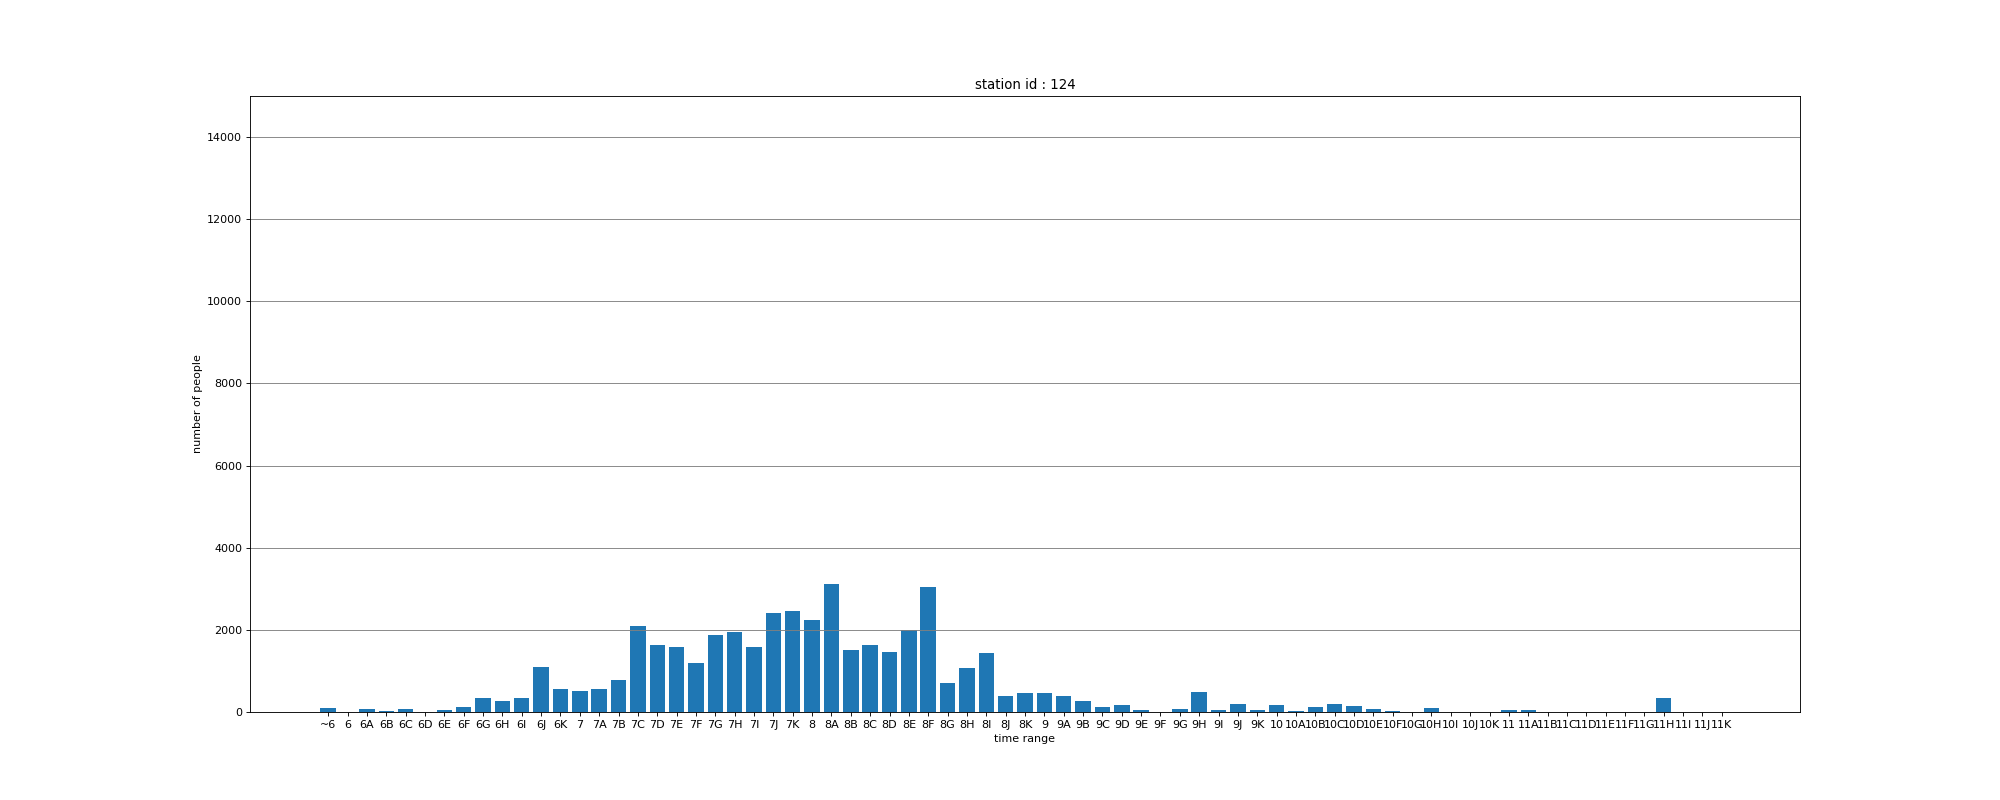 station id : 124
14000
12000
10000
8000
6000
4000
2000
0
number of people
~6 6 6A 6B 6C 6D 6E 6F 6G 6H 6I 6J 6K 7 7A 7B 7C 7D 7E 7F 7G 7H 7I 7J 7K 8 8A 8B 8C 8D 8E 8F 8G 8H 8I 8J 8K 9 9A 9B 9C 9D 9E 9F 9G 9H 9I 9J 9K 10 10A 10B 10C 10D 10E 10F 10G 10H 10I 10J 10K 11 11A 11B 11C 11D 11E 11F 11G 11H 11I 11J 11K
time range